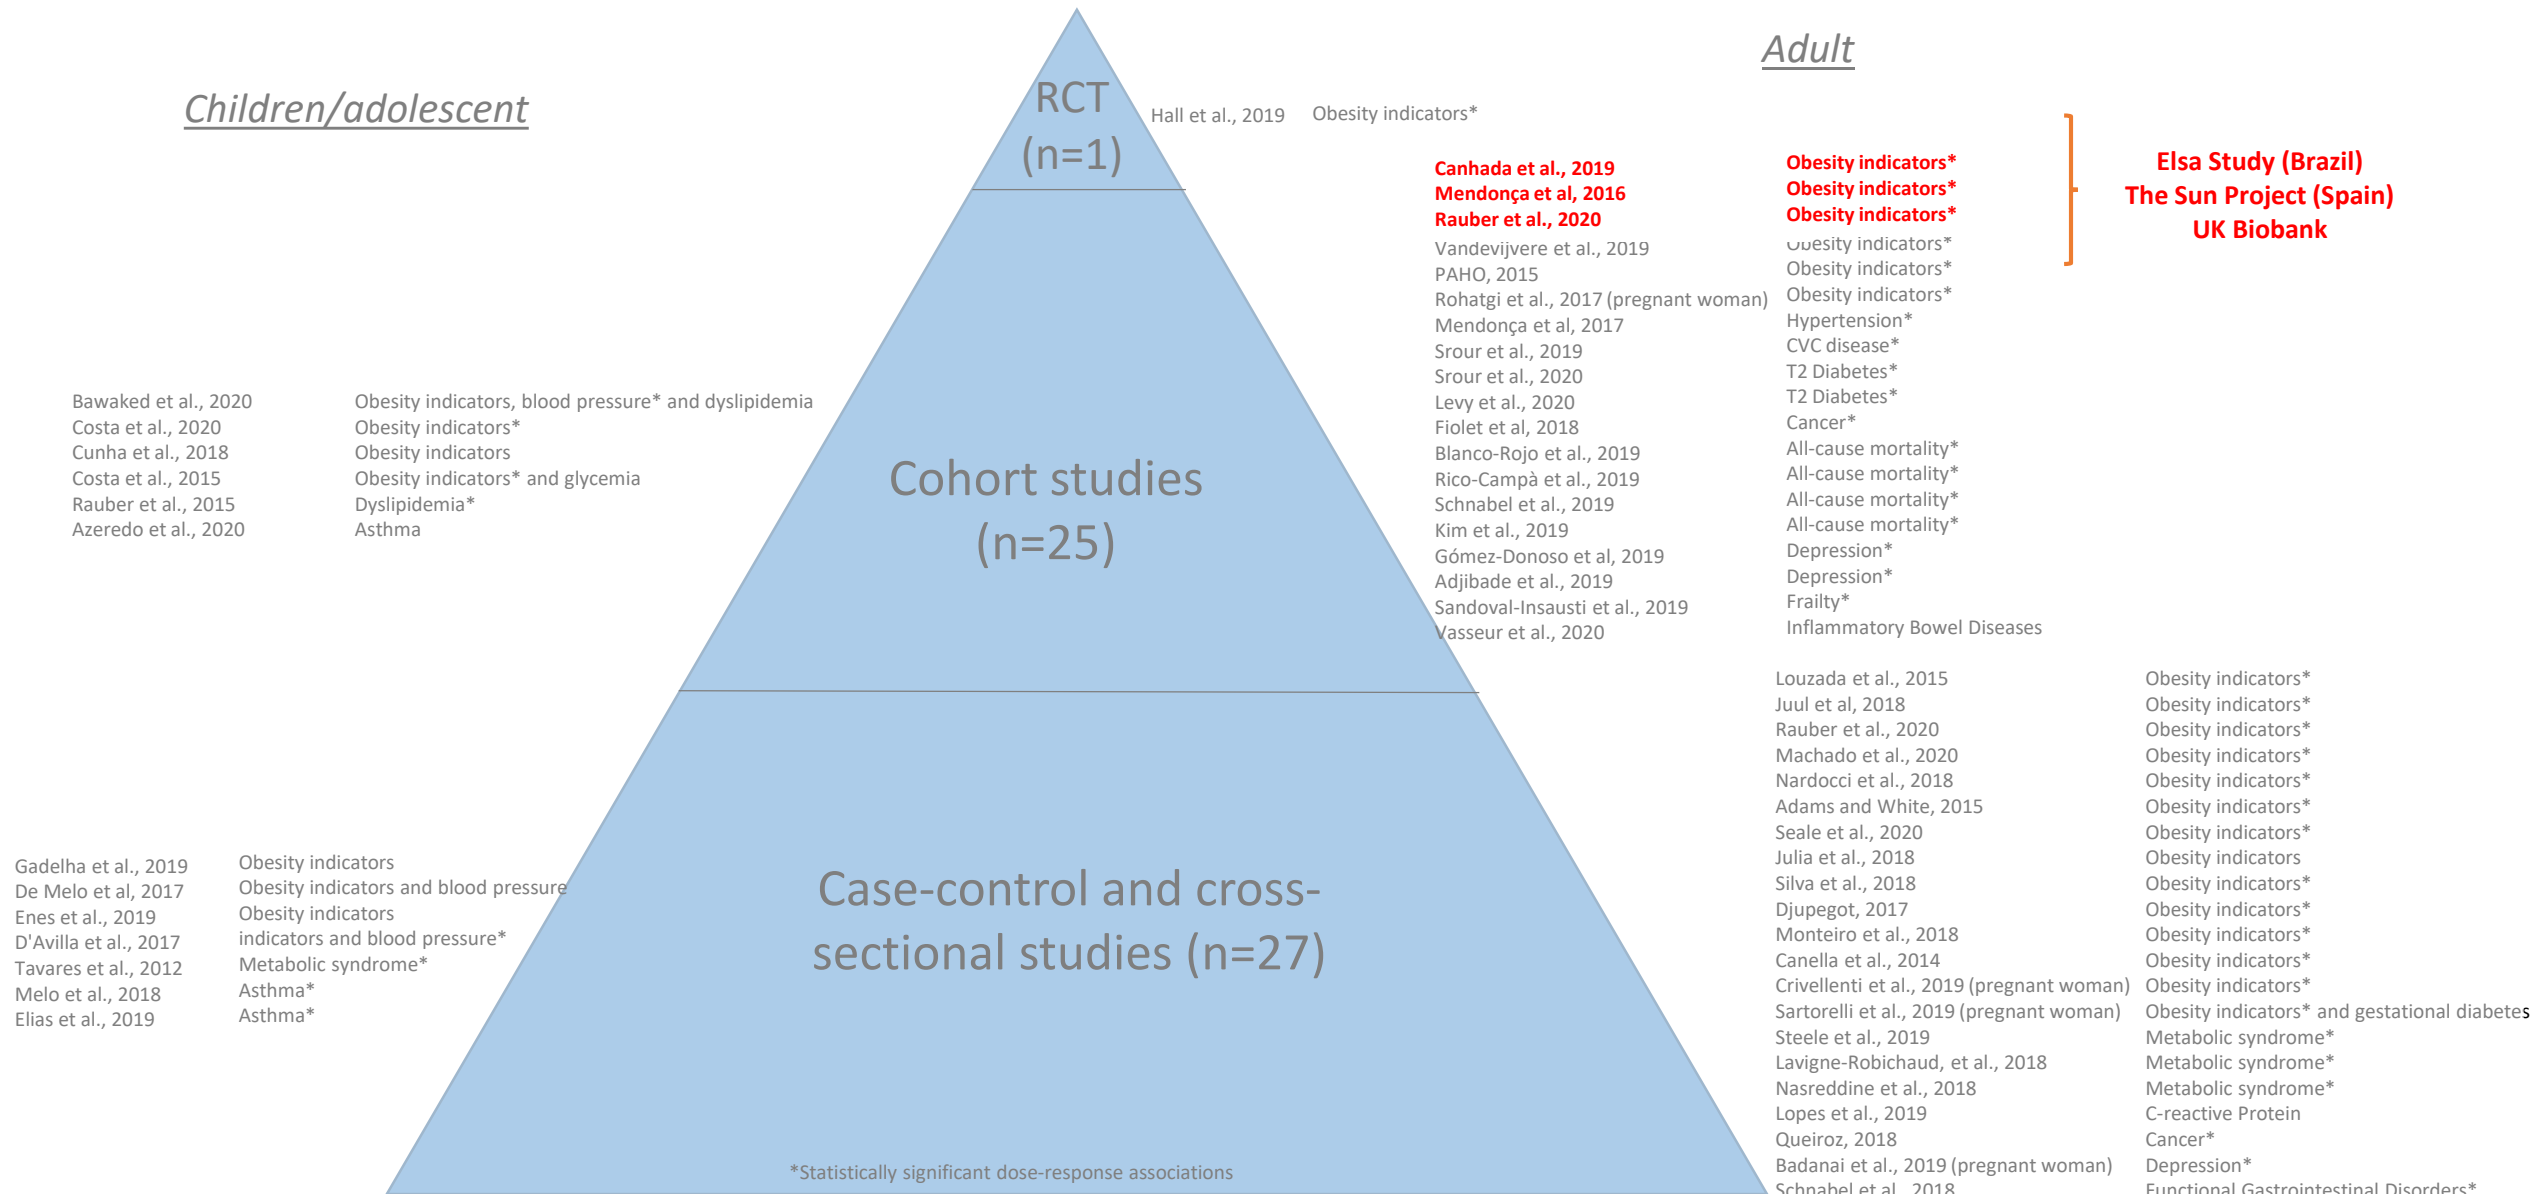 Children/adolescent
Adult
RCT
(n=1)
Hall et al., 2019 Obesity indicators*
Canhada et al., 2019 Obesity indicators*
Mendonça et al, 2016 Obesity indicators*
Rauber et al., 2020 Obesity indicators*
Elsa Study (Brazil)
The Sun Project (Spain)
UK Biobank
Vandevijvere et al., 2019 Obesity indicators*
PAHO, 2015 Obesity indicators*
Rohatgi et al., 2017 (pregnant woman) Obesity indicators*
Mendonça et al, 2017 Hypertension*
Srour et al., 2019 CVC disease*
Srour et al., 2020 T2 Diabetes*
Levy et al., 2020 T2 Diabetes*
Fiolet et al, 2018 Cancer*
Blanco-Rojo et al., 2019 All-cause mortality*
Rico-Campà et al., 2019 All-cause mortality*
Schnabel et al., 2019 All-cause mortality*
Kim et al., 2019 All-cause mortality*
Gómez-Donoso et al, 2019 Depression*
Adjibade et al., 2019 Depression*
Sandoval-Insausti et al., 2019 Frailty*
Vasseur et al., 2020 Inflammatory Bowel Diseases
Bawaked et al., 2020 Obesity indicators, blood pressure* and dyslipidemia
Costa et al., 2020 Obesity indicators*
Cunha et al., 2018 Obesity indicators
Costa et al., 2015 Obesity indicators* and glycemia
Rauber et al., 2015 Dyslipidemia*
Azeredo et al., 2020 Asthma
Cohort studies
(n=25)
Louzada et al., 2015 Obesity indicators*
Juul et al, 2018 Obesity indicators*
Rauber et al., 2020 Obesity indicators*
Machado et al., 2020 Obesity indicators*
Nardocci et al., 2018 Obesity indicators*
Adams and White, 2015 Obesity indicators*
Seale et al., 2020 Obesity indicators*
Julia et al., 2018 Obesity indicators
Silva et al., 2018 Obesity indicators*
Djupegot, 2017 Obesity indicators*
Monteiro et al., 2018 Obesity indicators*
Canella et al., 2014 Obesity indicators*
Crivellenti et al., 2019 (pregnant woman) Obesity indicators*
Sartorelli et al., 2019 (pregnant woman) Obesity indicators* and gestational diabetes
Steele et al., 2019 Metabolic syndrome*
Lavigne-Robichaud, et al., 2018 Metabolic syndrome*
Nasreddine et al., 2018 Metabolic syndrome*
Lopes et al., 2019 C-reactive Protein
Queiroz, 2018 Cancer*
Badanai et al., 2019 (pregnant woman) Depression*
Schnabel et al., 2018 Functional Gastrointestinal Disorders*
Gadelha et al., 2019 Obesity indicators
De Melo et al, 2017 Obesity indicators and blood pressure
Enes et al., 2019 Obesity indicators
D'Avilla et al., 2017 indicators and blood pressure*
Tavares et al., 2012 Metabolic syndrome*
Melo et al., 2018 Asthma*
Elias et al., 2019 Asthma*
Case-control and cross-
sectional studies (n=27)
*Statistically significant dose-response associations